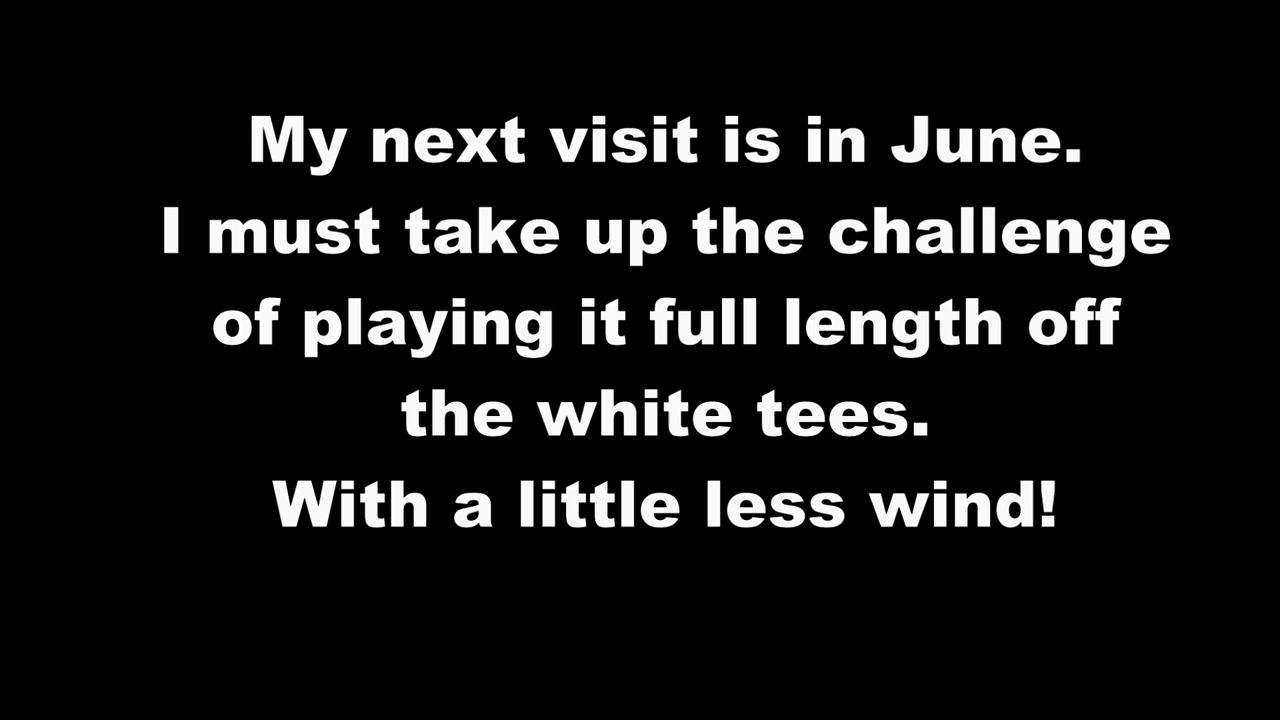 My next visit is in June.
I must take up the challenge
of playing it full length off
the white tees.
With a little less wind!